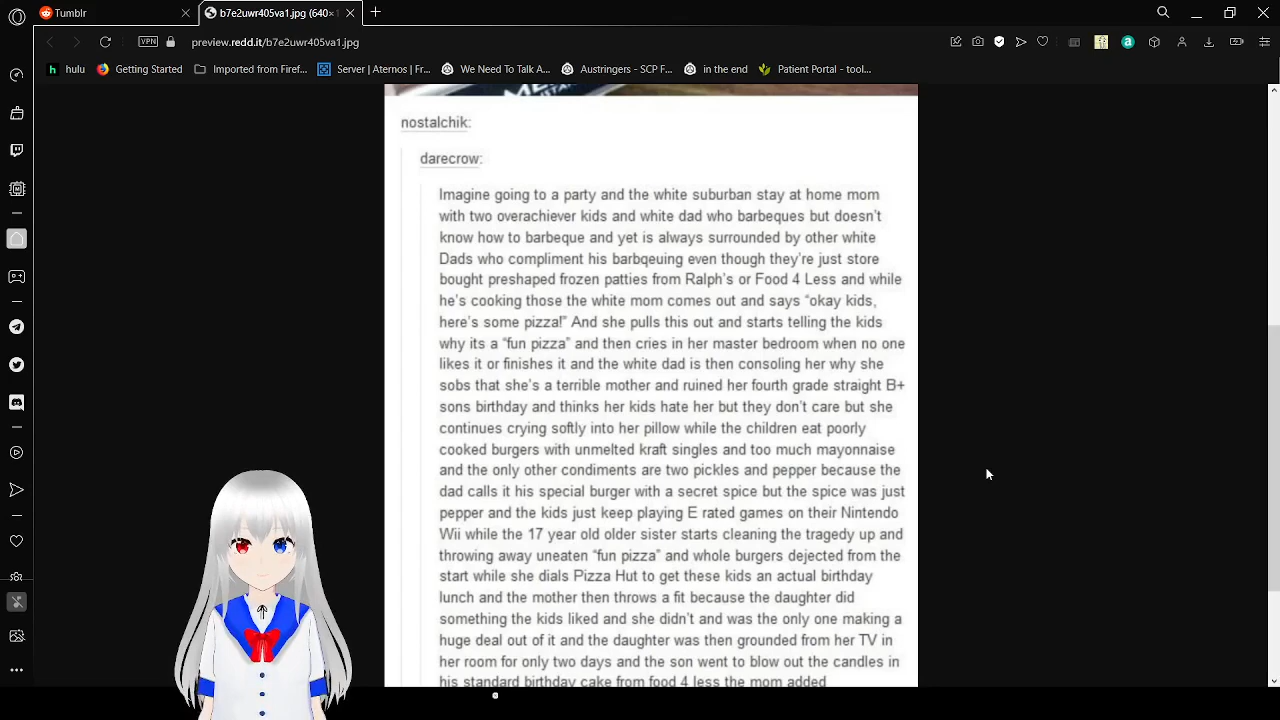 Tumblr
b7e2uwr405va1.jpg (640×1
VPN
preview.redd.it/b7e2uwr405va1.jpg
hulu
Getting Started
Imported from Firef...
Server | Aternos | Fr...
We Need To Talk A...
Austringers - SCP F...
in the end
Patient Portal - tool...
nostalchik:
darecrow:
Imagine going to a party and the white suburban stay at home mom
with two overachiever kids and white dad who barbeques but doesn't
know how to barbeque and yet is always surrounded by other white
Dads who compliment his barbqeuing even though they're just store
bought preshaped frozen patties from Ralph's or Food 4 Less and while
he's cooking those the white mom comes out and says “okay kids,
here's some pizza!” And she pulls this out and starts telling the kids
why its a “fun pizza” and then cries in her master bedroom when no one
likes it or finishes it and the white dad is then consoling her why she
sobs that she's a terrible mother and ruined her fourth grade straight B+
sons birthday and thinks her kids hate her but they don't care but she
continues crying softly into her pillow while the children eat poorly
cooked burgers with unmelted kraft singles and too much mayonnaise
and the only other condiments are two pickles and pepper because the
dad calls it his special burger with a secret spice but the spice was just
pepper and the kids just keep playing E rated games on their Nintendo
Wii while the 17 year old older sister starts cleaning the tragedy up and
throwing away uneaten “fun pizza” and whole burgers dejected from the
start while she dials Pizza Hut to get these kids an actual birthday
lunch and the mother then throws a fit because the daughter did
something the kids liked and she didn't and was the only one making a
huge deal out of it and the daughter was then grounded from her TV in
her room for only two days and the son went to blow out the candles in
his standard birthday cake from food 4 less the mom added